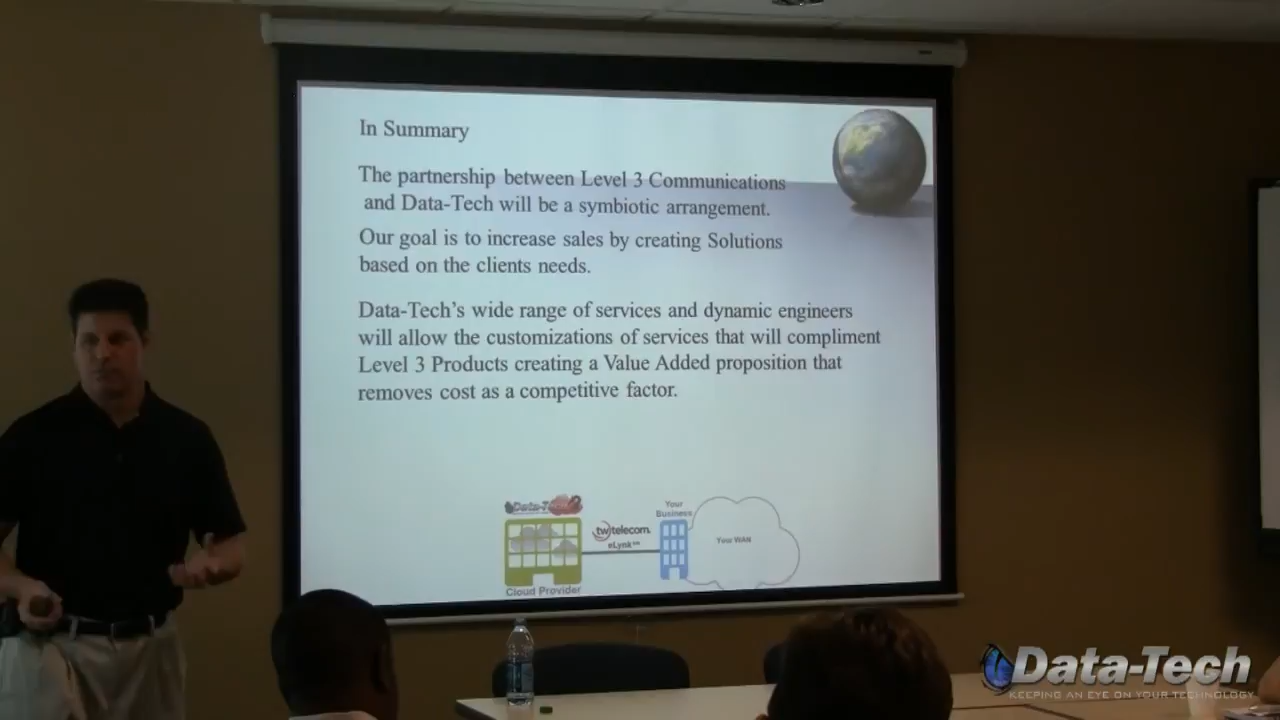 In Summary
The partnership between Level 3 Communications
and Data-Tech will be a symbiotic arrangement.
Our goal is to increase sales by creating Solutions
based on the clients needs.
Data-Tech's wide range of services and dynamic engineers
will allow the customizations of services that will compliment
Level 3 Products creating a Value Added proposition that
removes cost as a competitive factor.
Your
Business
tw telecom.
eLynk℠
Your WAN
Cloud Provider
Data-Tech
KEEPING AN EYE ON YOUR TECHNOLOGY